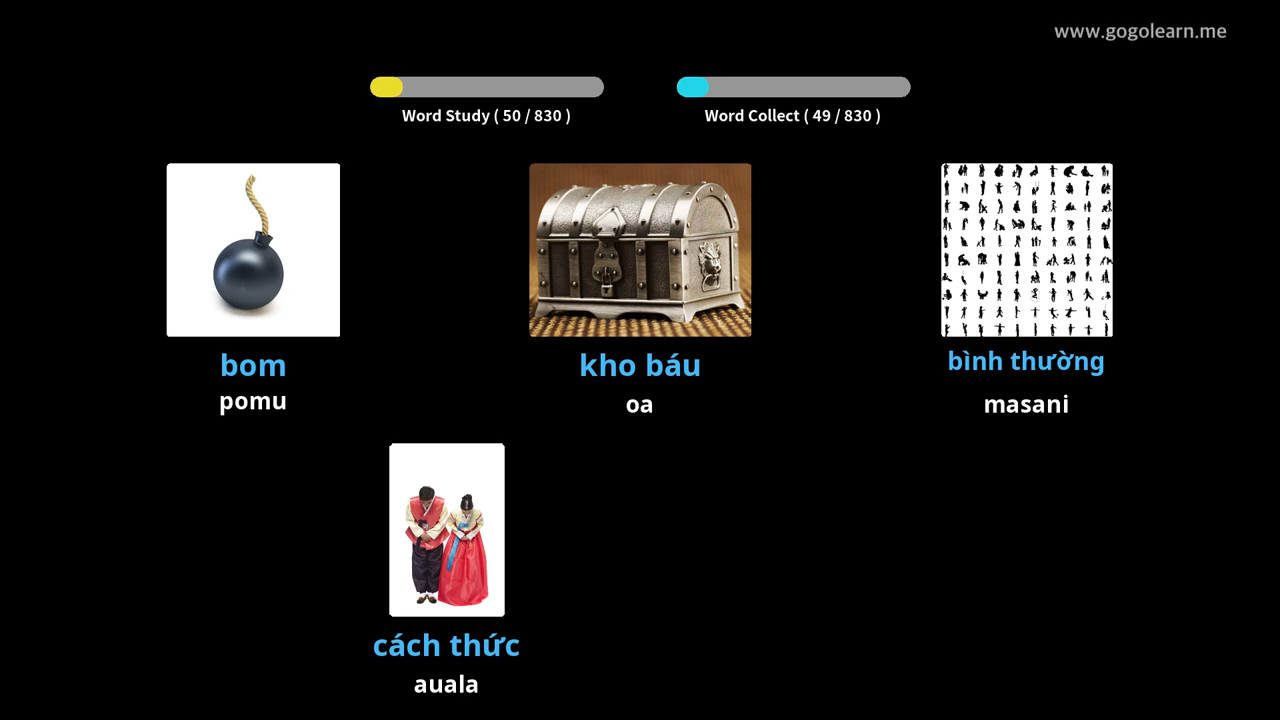 www.gogolearn.me
Word Study ( 50 / 830 )
Word Collect ( 49 / 830 )
bom
kho báu
bình thường
pomu
oa
masani
cách thức
auala